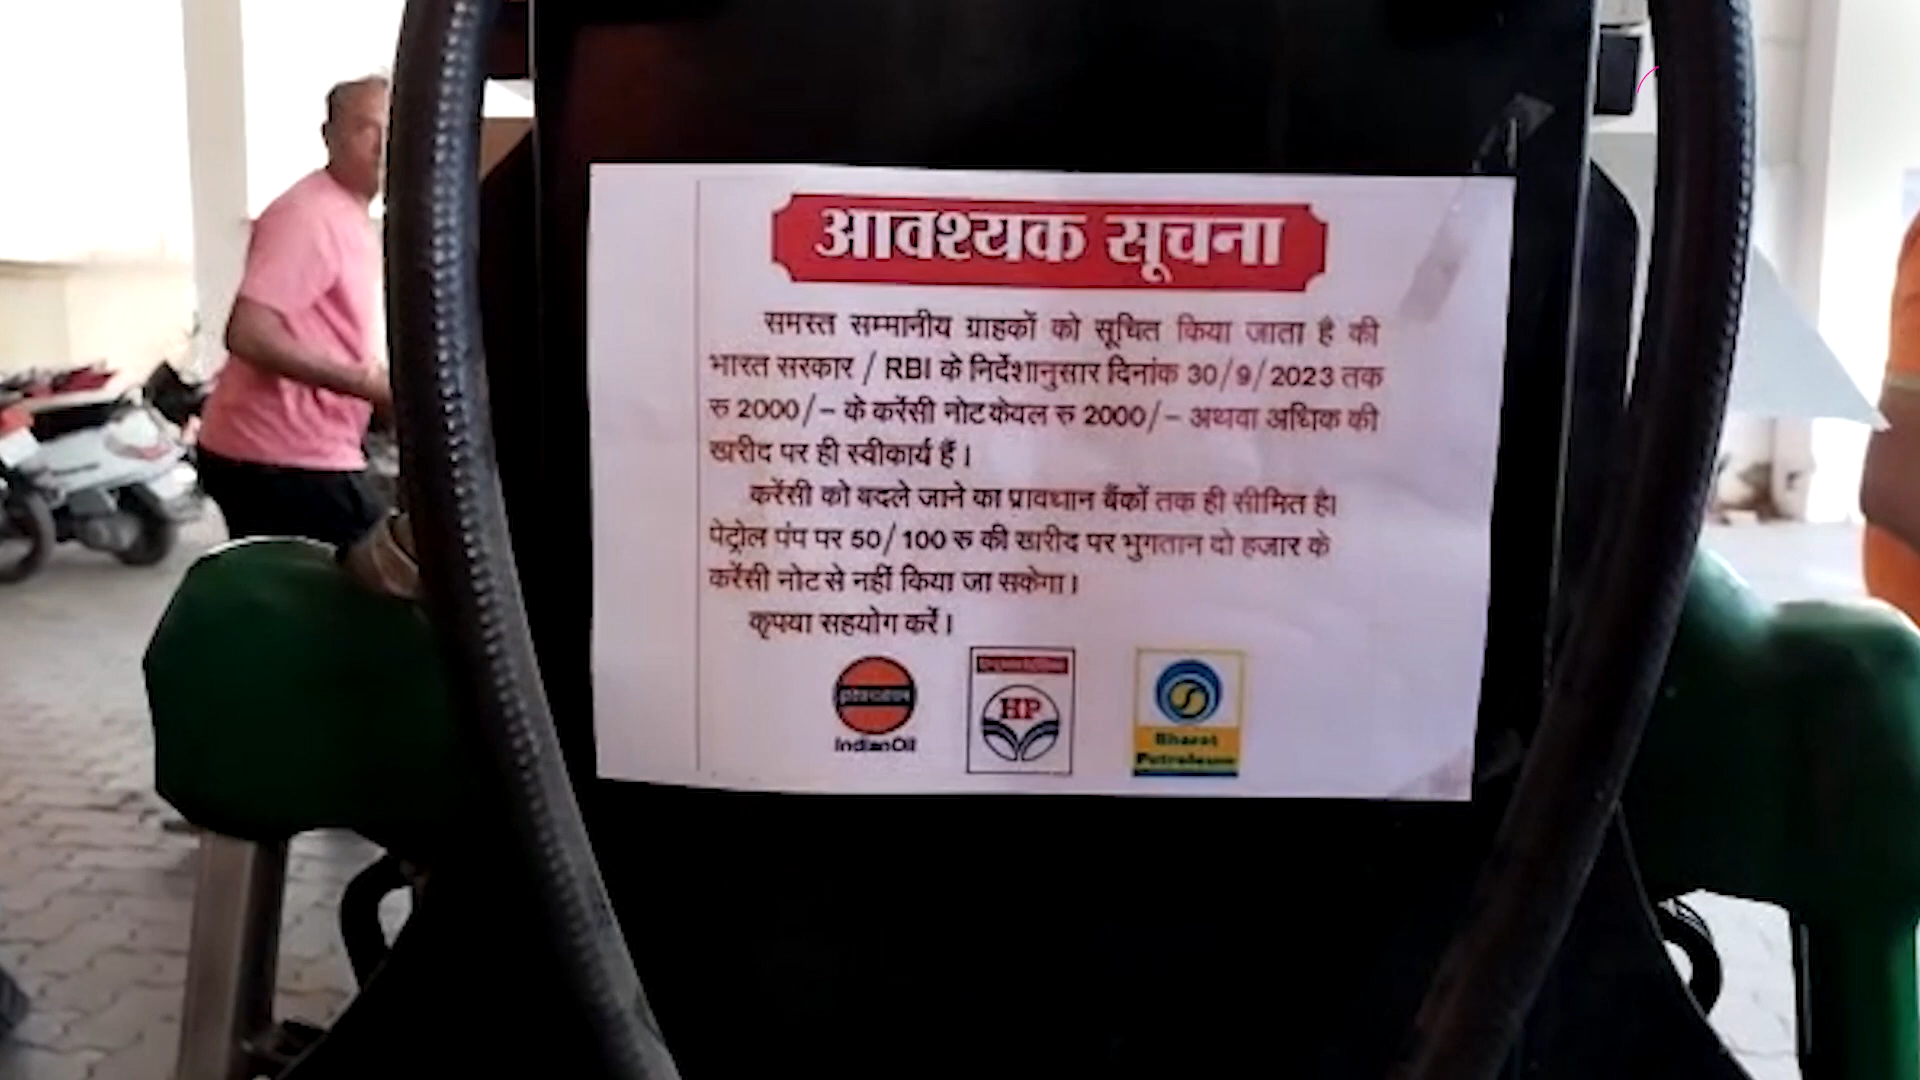 आवश्यक सूचना
समस्त सम्मानीय ग्राहकों को सूचित किया जाता है की
भारत सरकार / RBI के निर्देशानुसार दिनांक 30/9/2023 तक
रु 2000/- के करेंसी नोट केवल रु 2000/- अथवा अधिक की
खरीद पर ही स्वीकार्य हैं।
करेंसी को बदले जाने का प्रावधान बैंकों तक ही सीमित है।
पेट्रोल पंप पर 50/100 रु की खरीद पर भुगतान दो हजार के
करेंसी नोट से नहीं किया जा सकेगा।
कृपया सहयोग करें।
IndianOil
HP
Bharat
Petroleum